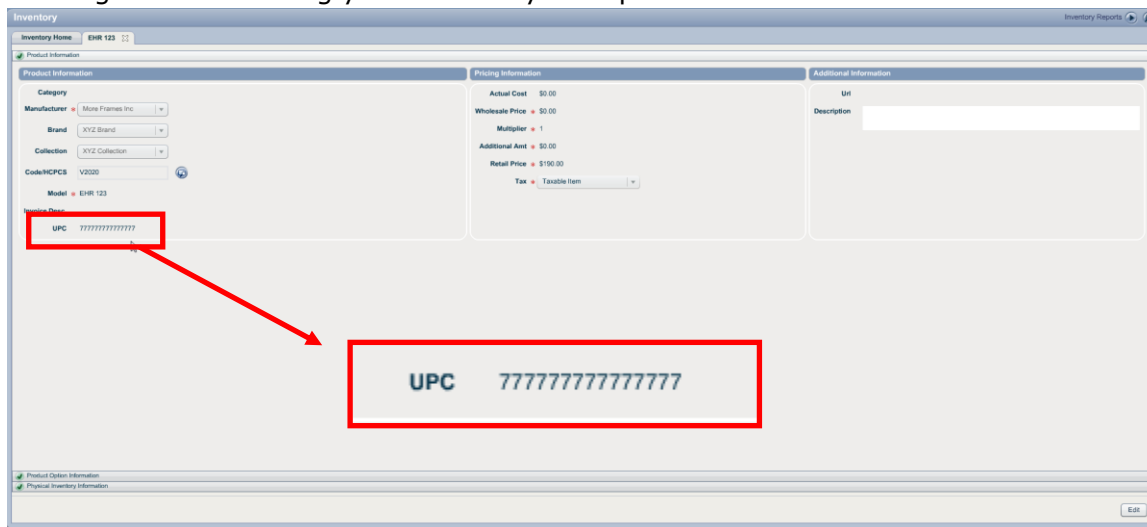 Inventory
Inventory Reports
Inventory Home
EHR 123
Product Information
Product Information
Pricing Information
Additional Information
Category
Manufacturer * More Frames Inc
Brand XYZ Brand
Collection XYZ Collection
Code/HCPCS V2020
Model * EHR 123
Invoice Desc
UPC 77777777777777
Actual Cost $0.00
Wholesale Price * $0.00
Multiplier * 1
Additional Amt * $0.00
Retail Price * $190.00
Tax * Taxable Item
Url
Description
UPC 77777777777777
Product Option Information
Physical Inventory Information
Edit